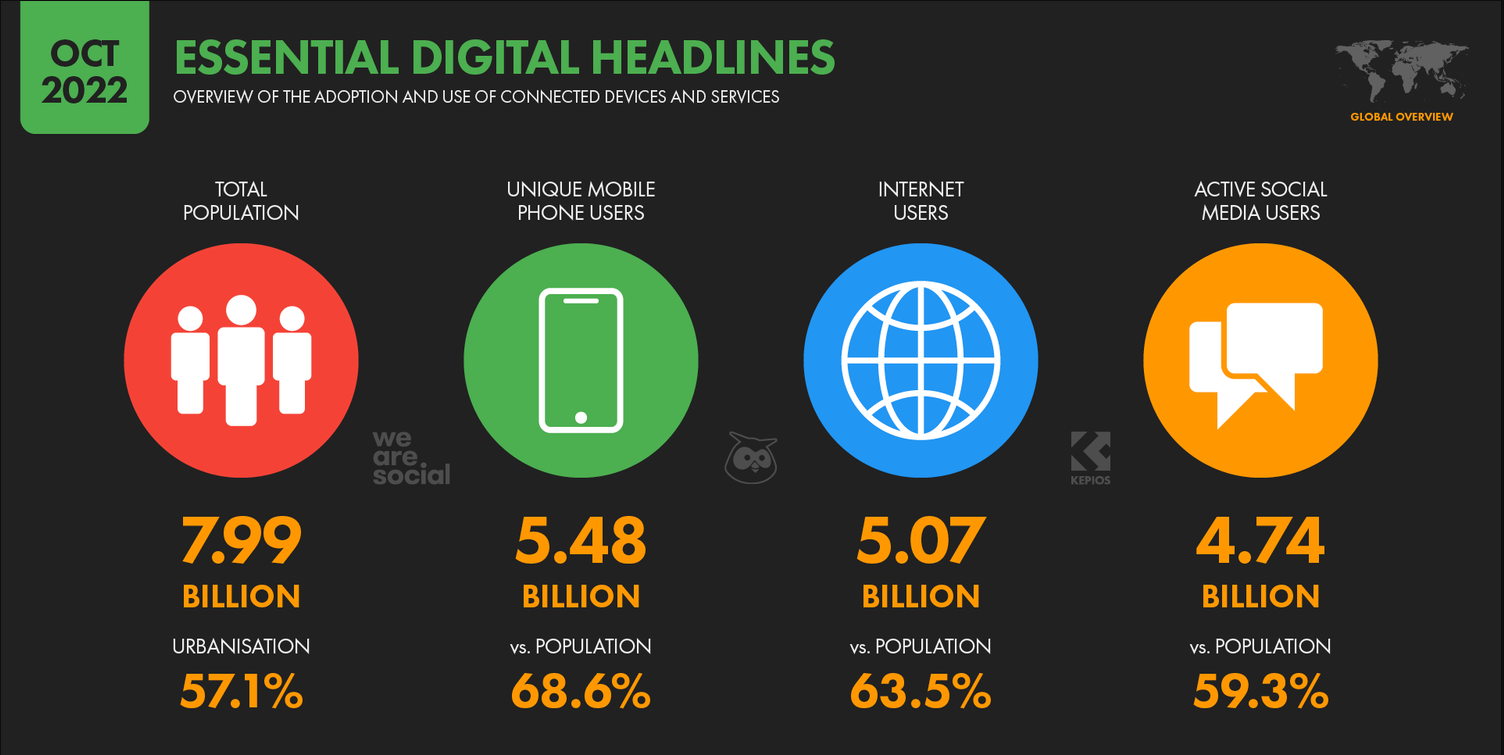 OCT
2022
ESSENTIAL DIGITAL HEADLINES
OVERVIEW OF THE ADOPTION AND USE OF CONNECTED DEVICES AND SERVICES
GLOBAL OVERVIEW
TOTAL
POPULATION
UNIQUE MOBILE
PHONE USERS
INTERNET
USERS
ACTIVE SOCIAL
MEDIA USERS
we
are
social
KEPIOS
7.99
BILLION
URBANISATION
57.1%
5.48
BILLION
vs. POPULATION
68.6%
5.07
BILLION
vs. POPULATION
63.5%
4.74
BILLION
vs. POPULATION
59.3%